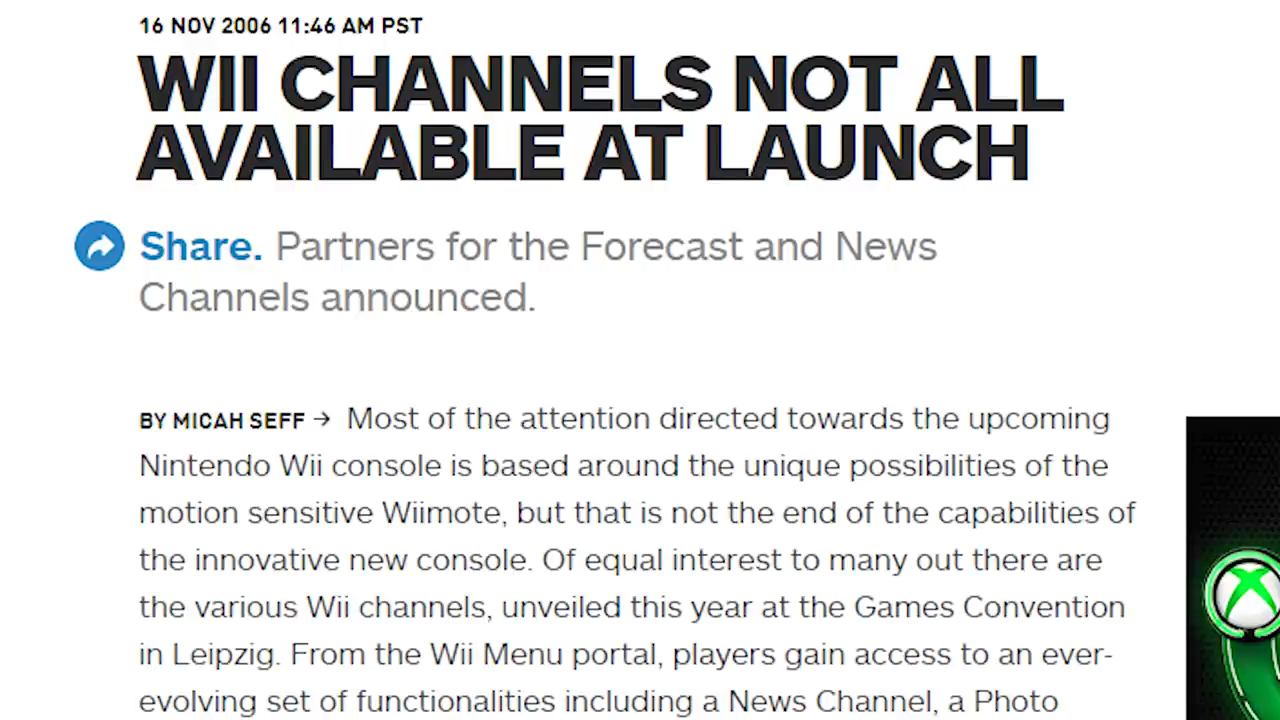 16 NOV 2006 11:46 AM PST
WII CHANNELS NOT ALL
AVAILABLE AT LAUNCH
Share. Partners for the Forecast and News
Channels announced.
BY MICAH SEFF → Most of the attention directed towards the upcoming
Nintendo Wii console is based around the unique possibilities of the
motion sensitive Wiimote, but that is not the end of the capabilities of
the innovative new console. Of equal interest to many out there are
the various Wii channels, unveiled this year at the Games Convention
in Leipzig. From the Wii Menu portal, players gain access to an ever-
evolving set of functionalities including a News Channel, a Photo